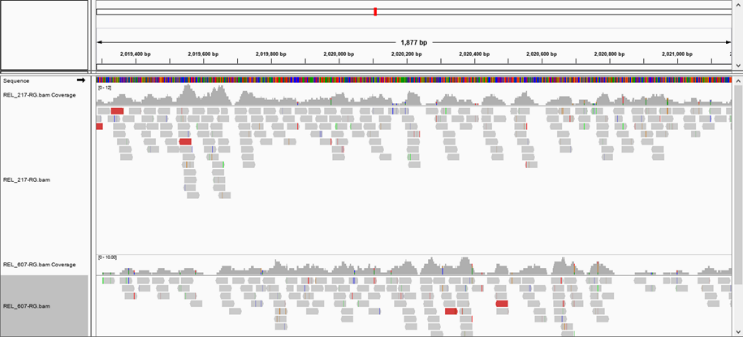 1,877 bp
2,019,400 bp 2,019,600 bp 2,019,800 bp 2,020,000 bp 2,020,200 bp 2,020,400 bp 2,020,600 bp 2,020,800 bp 2,021,000 bp 2,02
Sequence
REL_217-RG.bam Coverage
[0 - 12]
REL_217-RG.bam
REL_607-RG.bam Coverage
[0 - 10.00]
REL_607-RG.bam